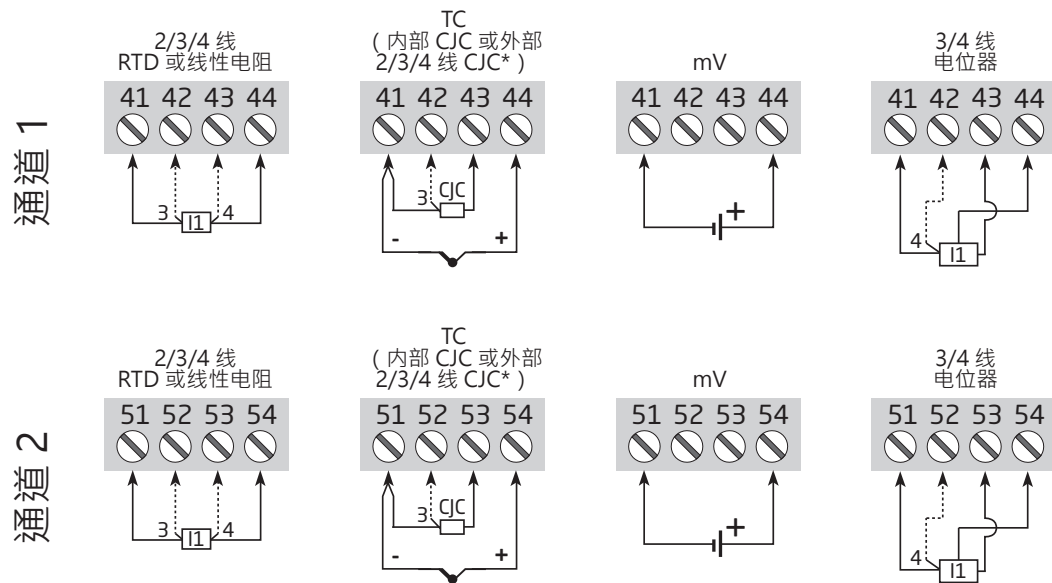 通道 1
2/3/4 线
RTD 或线性电阻
41 42 43 44
3 I1 4
TC
( 内部 CJC 或外部
2/3/4 线 CJC* )
41 42 43 44
3 CJC
- +
mV
41 42 43 44
+
3/4 线
电位器
41 42 43 44
4 I1
通道 2
2/3/4 线
RTD 或线性电阻
51 52 53 54
3 I1 4
TC
( 内部 CJC 或外部
2/3/4 线 CJC* )
51 52 53 54
3 CJC
- +
mV
51 52 53 54
+
3/4 线
电位器
51 52 53 54
4 I1